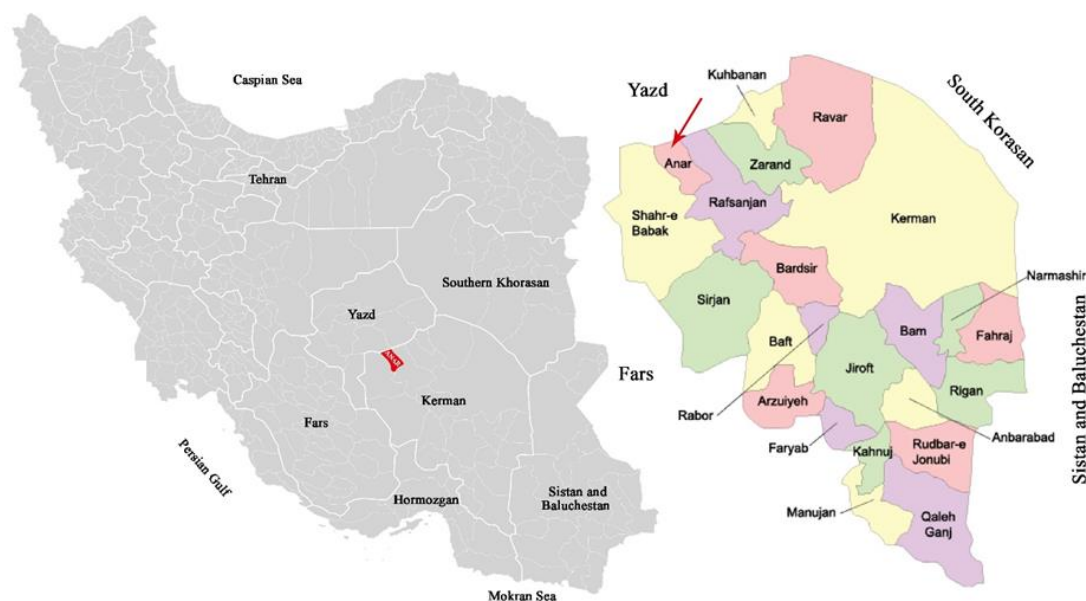 Caspian Sea
Tehran
Southern Khorasan
Yazd
ANAR
Kerman
Fars
Persian Gulf
Hormozgan
Sistan and
Baluchestan
Mokran Sea
Yazd
Kuhbanan
South Korasan
Ravar
Anar
Zarand
Rafsanjan
Shahr-e
Babak
Kerman
Bardsir
Sirjan
Narmashir
Bam
Fahraj
Baft
Fars
Jiroft
Rigan
Arzuiyeh
Rabor
Anbarabad
Faryab
Kahnuj
Rudbar-e
Jonubi
Manujan
Qaleh
Ganj
Sistan and Baluchestan